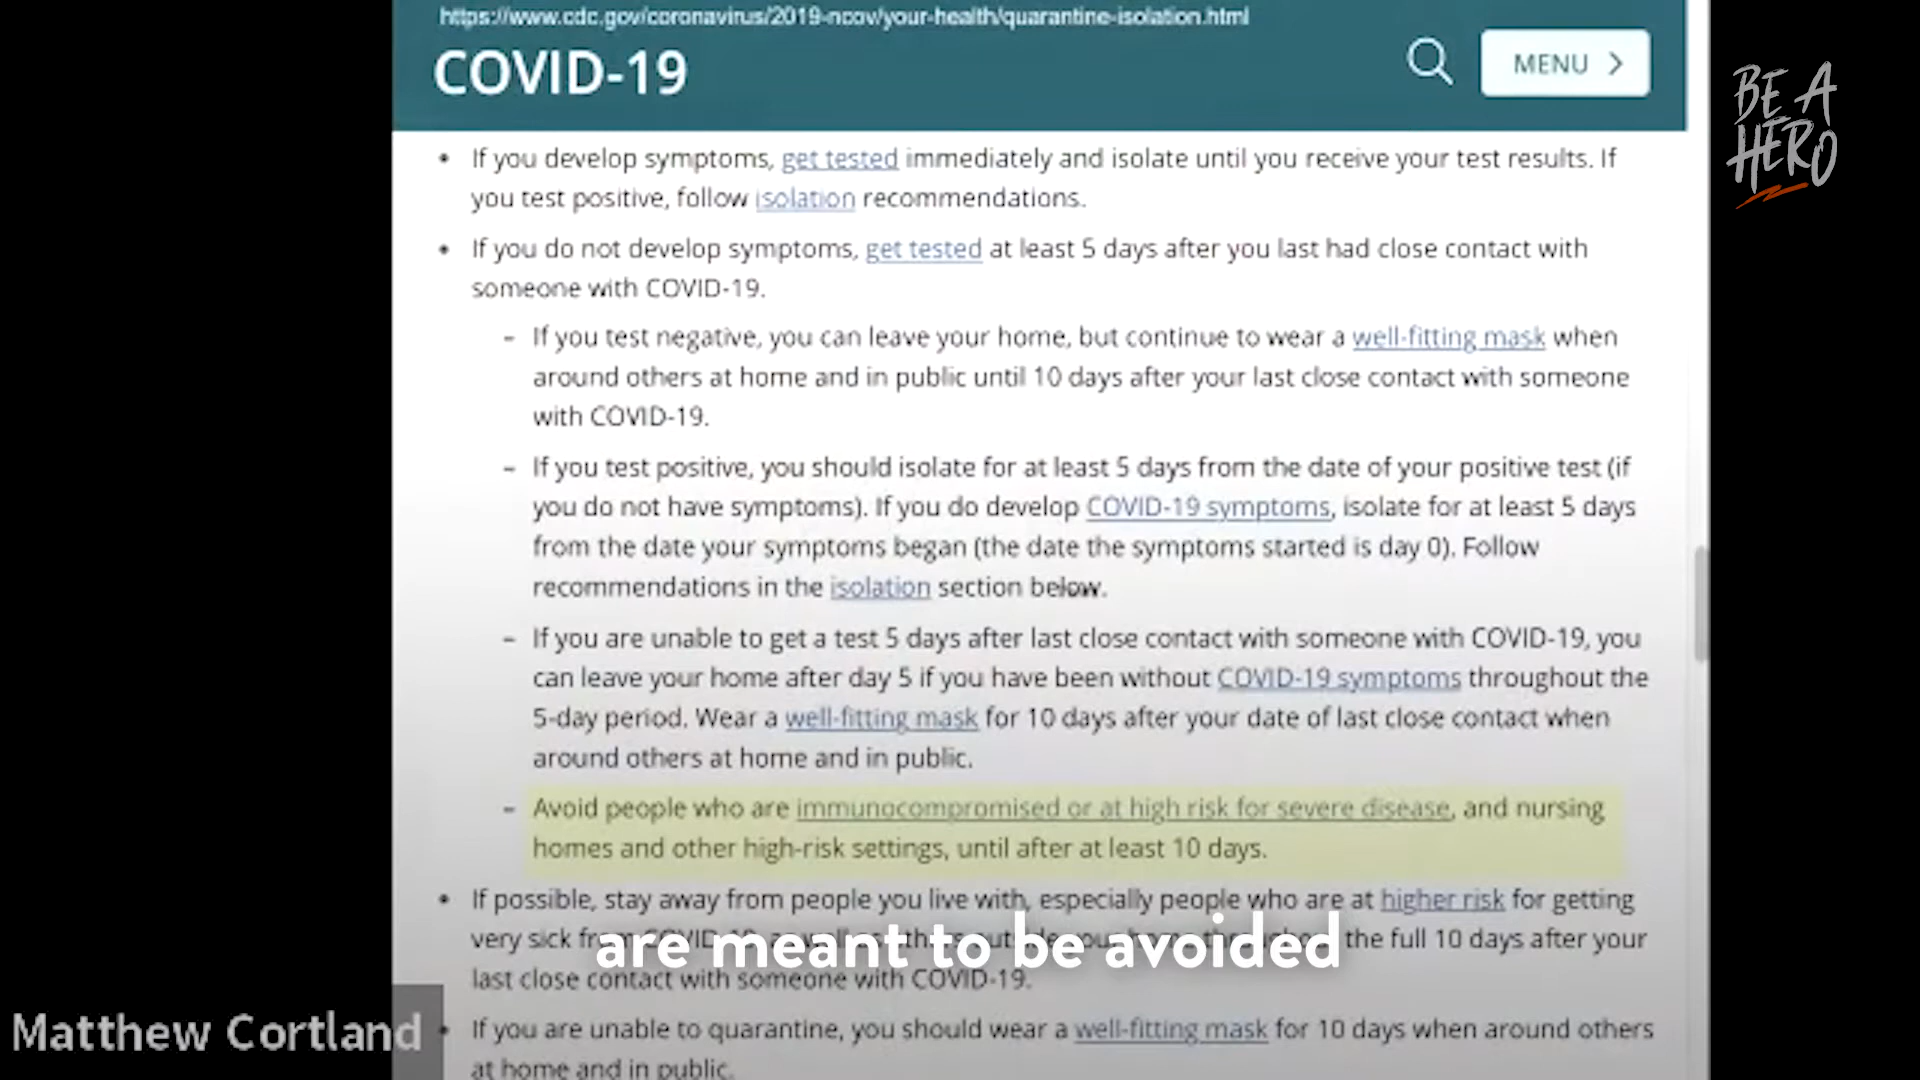 https://www.cdc.gov/coronavirus/2019-ncov/your-health/quarantine-isolation.html
COVID-19
MENU
BE A
HERO
• If you develop symptoms, get tested immediately and isolate until you receive your test results. If
you test positive, follow isolation recommendations.
• If you do not develop symptoms, get tested at least 5 days after you last had close contact with
someone with COVID-19.
- If you test negative, you can leave your home, but continue to wear a well-fitting mask when
around others at home and in public until 10 days after your last close contact with someone
with COVID-19.
- If you test positive, you should isolate for at least 5 days from the date of your positive test (if
you do not have symptoms). If you do develop COVID-19 symptoms, isolate for at least 5 days
from the date your symptoms began (the date the symptoms started is day 0). Follow
recommendations in the isolation section below.
- If you are unable to get a test 5 days after last close contact with someone with COVID-19, you
can leave your home after day 5 if you have been without COVID-19 symptoms throughout the
5-day period. Wear a well-fitting mask for 10 days after your date of last close contact when
around others at home and in public.
- Avoid people who are immunocompromised or at high risk for severe disease, and nursing
homes and other high-risk settings, until after at least 10 days.
• If possible, stay away from people you live with, especially people who are at higher risk for getting
very sick from COVID-19, the full 10 days after your
are meant to be avoided
last close contact with someone with COVID-19.
Matthew Cortland
• If you are unable to quarantine, you should wear a well-fitting mask for 10 days when around others
at home and in public.